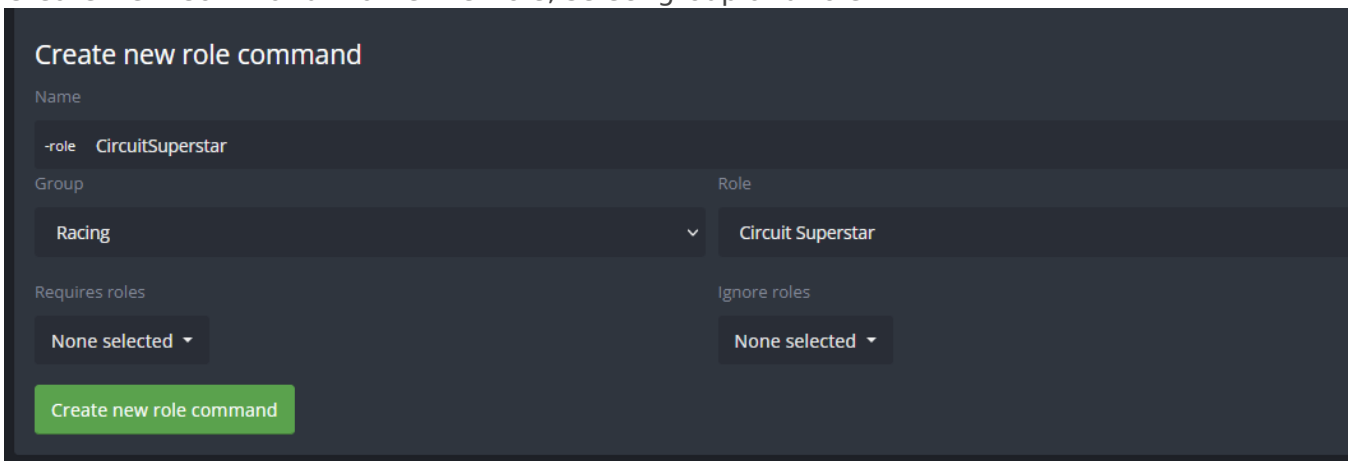 Create new role command
Name
-role CircuitSuperstar
Group Role
Racing Circuit Superstar
Requires roles Ignore roles
None selected None selected
Create new role command